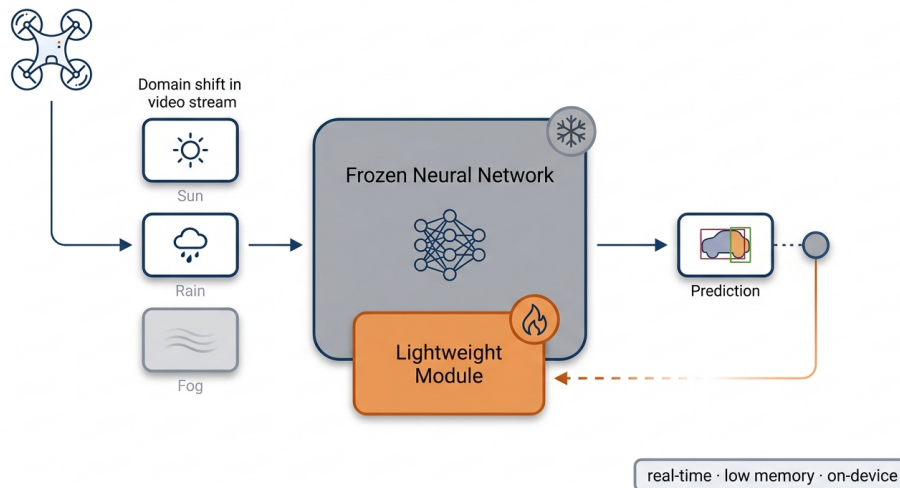 Domain shift in
video stream
Sun
Rain
Fog
Frozen Neural Network
Lightweight
Module
Prediction
real-time · low memory · on-device